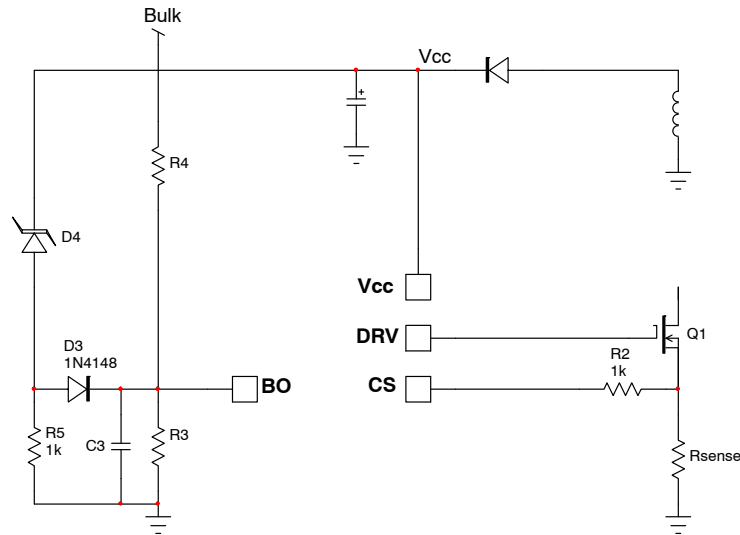 Bulk
Vcc
R4
D4
Vcc
DRV
Q1
D3
1N4148
R2
1k
BO
CS
R5
1k
C3
R3
Rsense
+